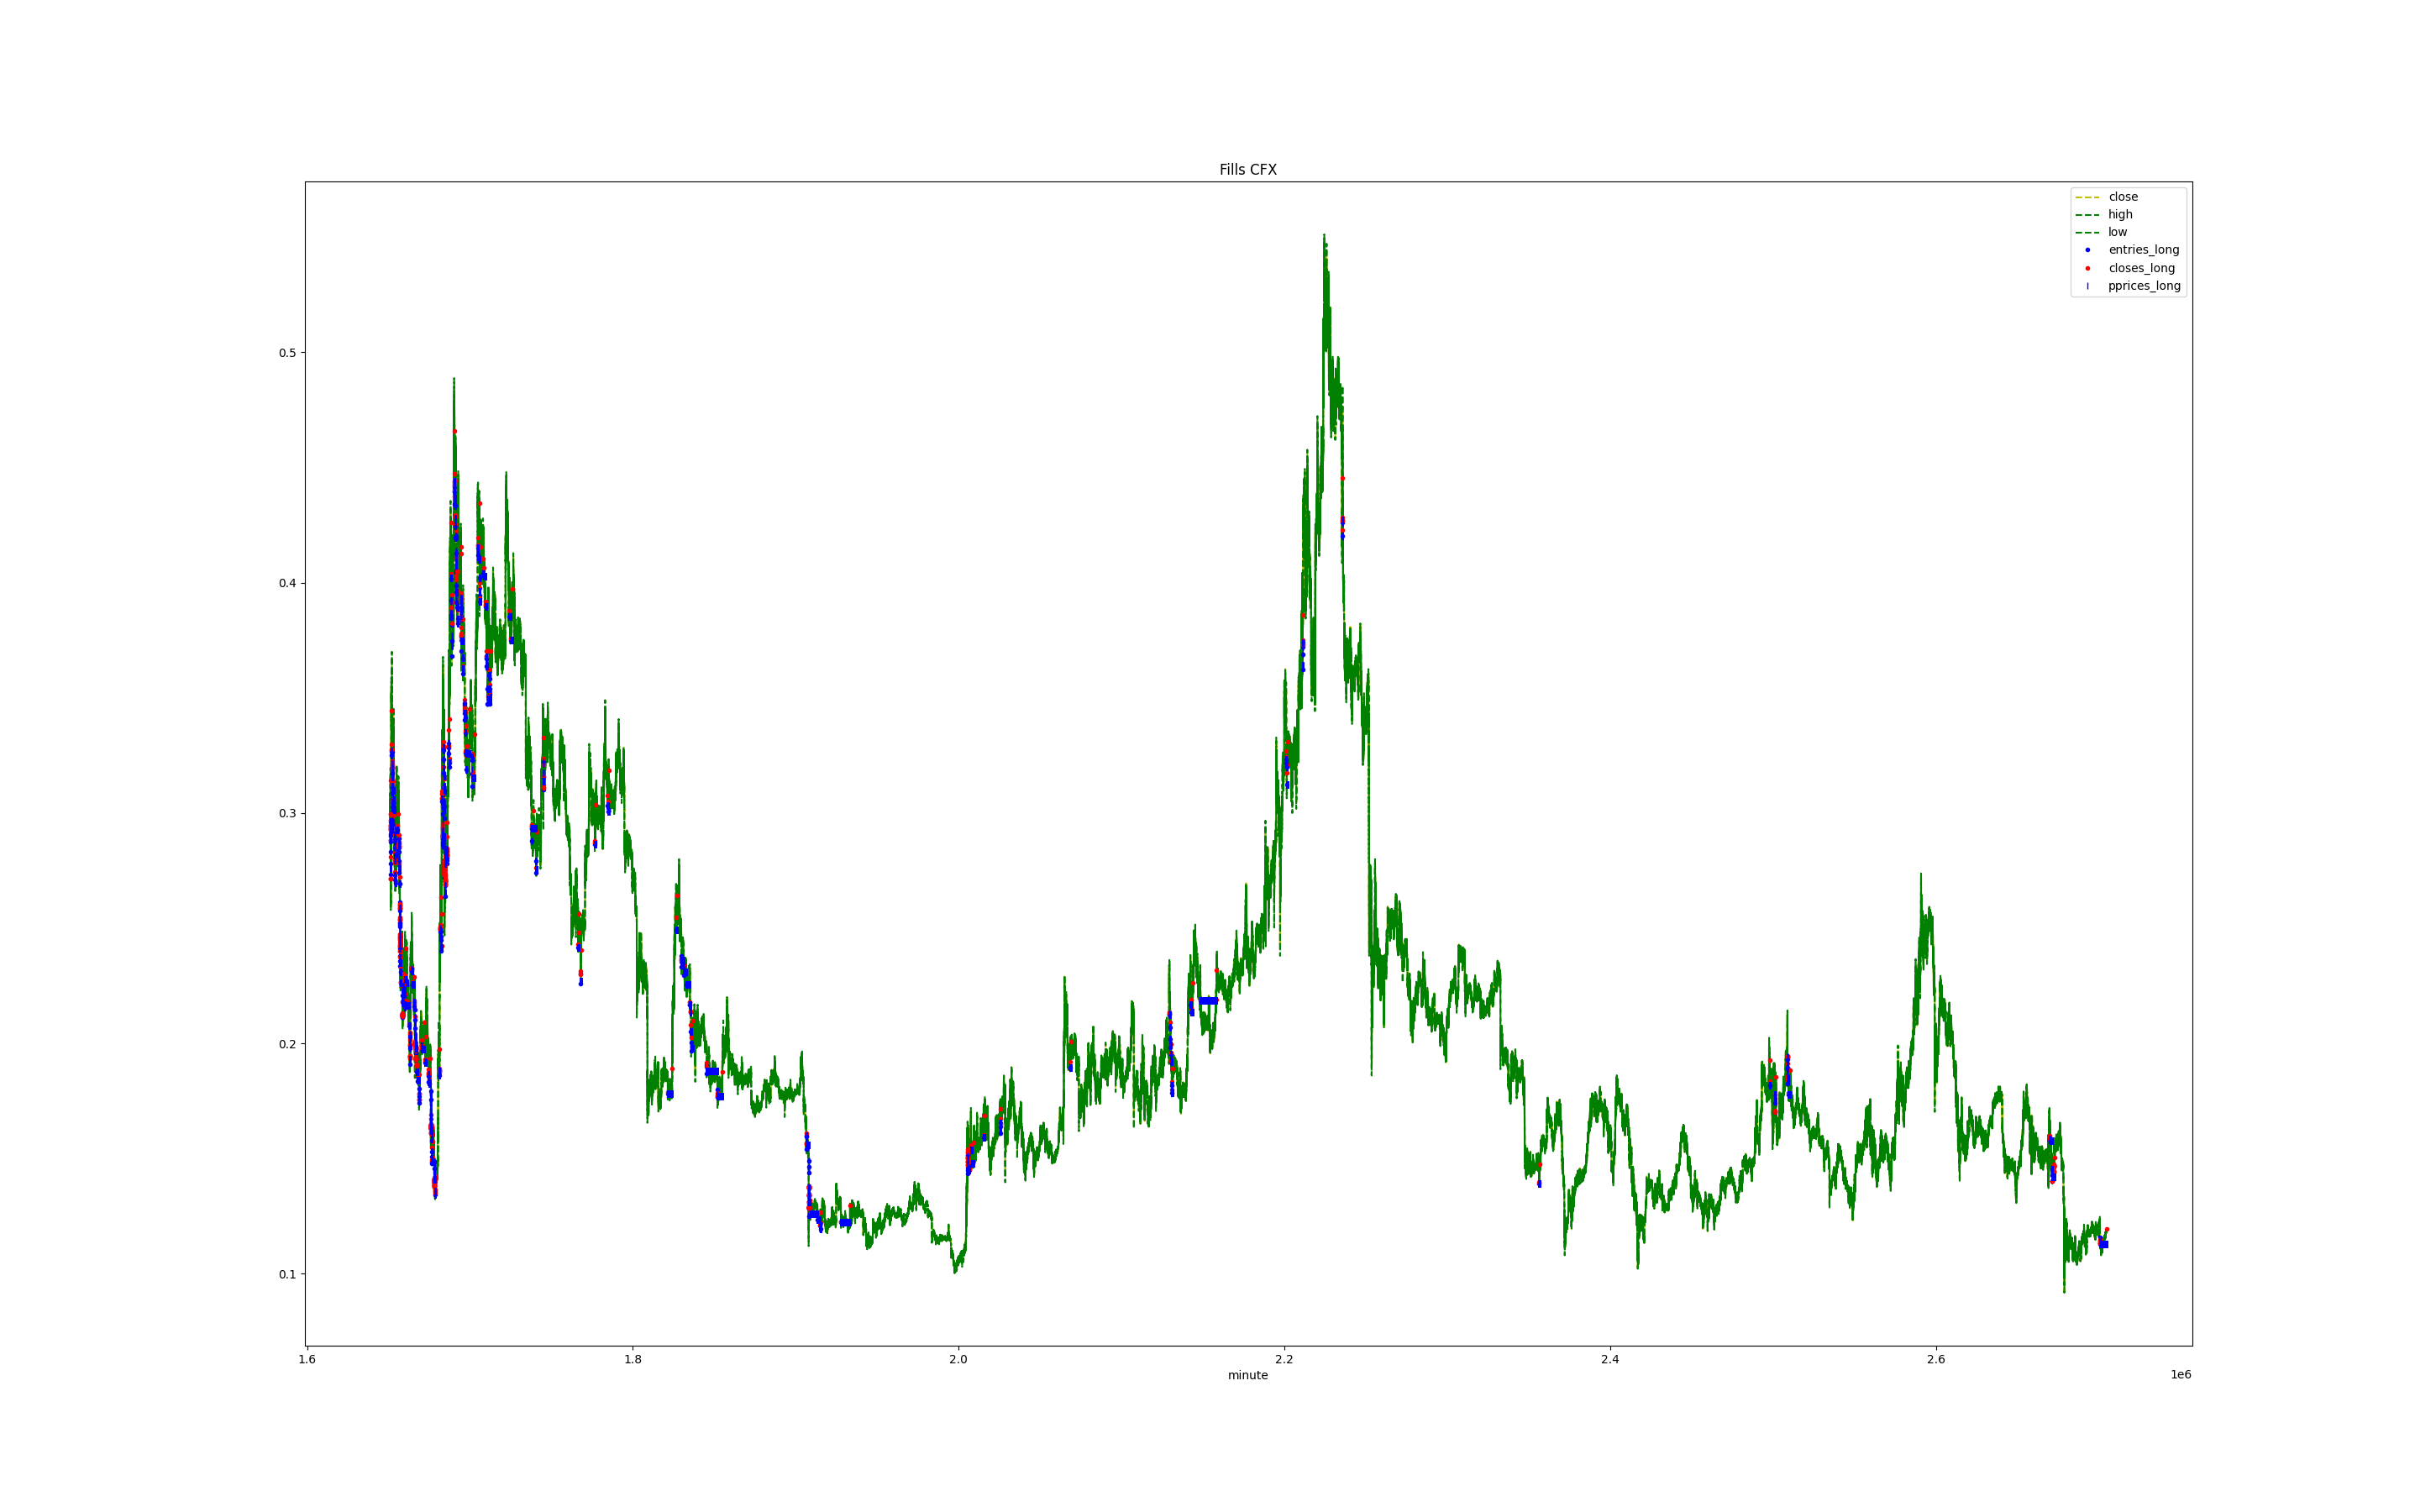 Fills CFX
close
high
low
entries_long
closes_long
pprices_long
0.5
0.4
0.3
0.2
0.1
1.6
1.8
2.0
2.2
2.4
2.6
minute
1e6